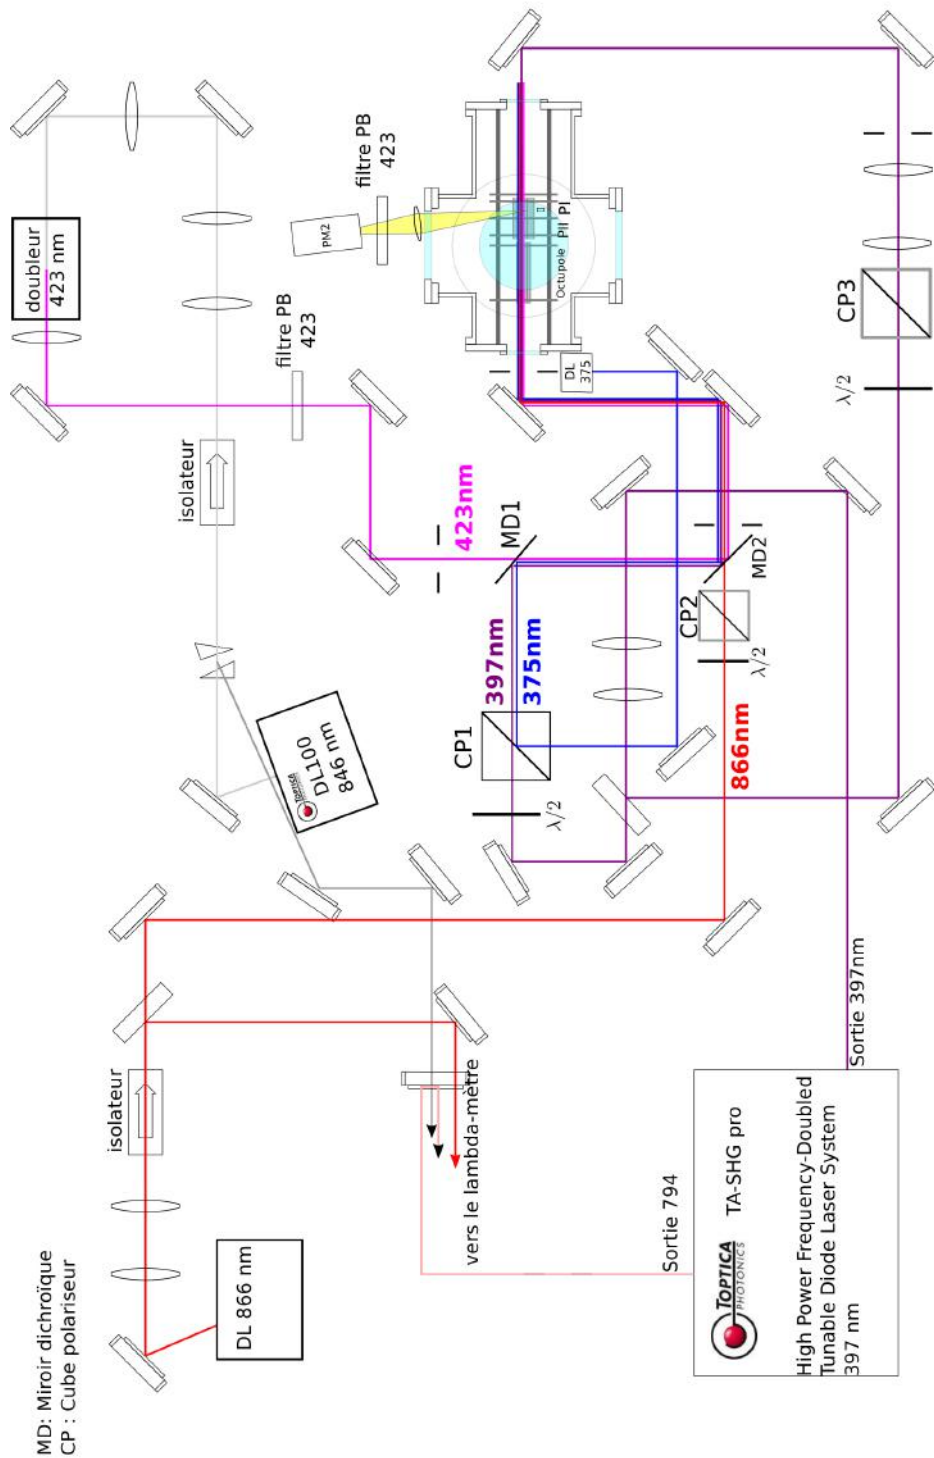 doubleur
423 nm
filtre PB
423
PM2
filtre PB
423
Octupole PII PI
DL
375
isolateur
423nm
MD1
CP3
λ/2
397nm
375nm
CP1
λ/2
CP2
MD2
λ/2
866nm
TOPTICA
DL100
846 nm
isolateur
vers le lambda-mètre
Sortie 397nm
Sortie 794
DL 866 nm
TOPTICA
PHOTONICS
TA-SHG pro
High Power Frequency-Doubled
Tunable Diode Laser System
397 nm
MD: Miroir dichroïque
CP : Cube polariseur